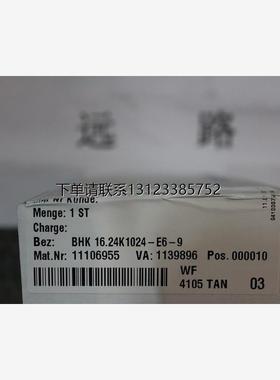 远 路
Menge: 1 ST
下单请联系13123385752
Charge:
Bez: BHK 16.24K1024-E6-9
Mat.Nr: 11106955 VA: 1139896 Pos. 000010
WF
4105 TAN 03